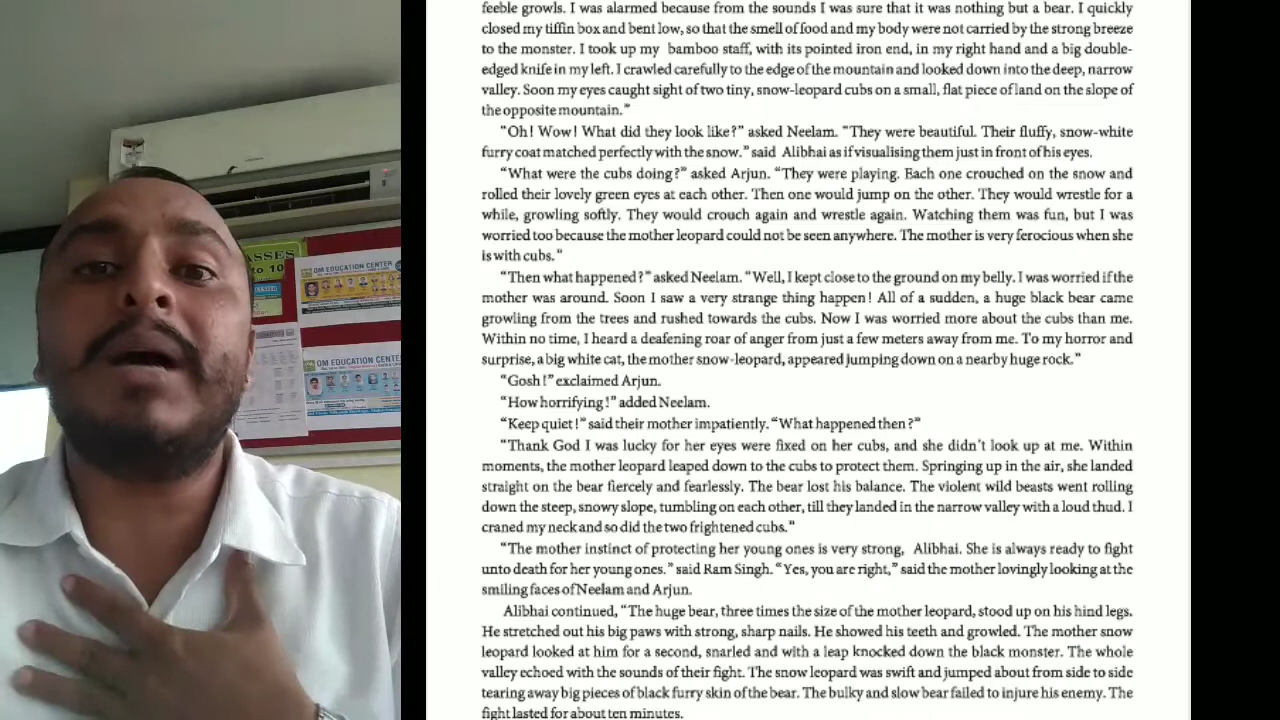 ASSES
to 10
OM EDUCATION CENTER
OM EDUCATION CENTER
feeble growls. I was alarmed because from the sounds I was sure that it was nothing but a bear. I quickly
closed my tiffin box and bent low, so that the smell of food and my body were not carried by the strong breeze
to the monster. I took up my bamboo staff, with its pointed iron end, in my right hand and a big double-
edged knife in my left. I crawled carefully to the edge of the mountain and looked down into the deep, narrow
valley. Soon my eyes caught sight of two tiny, snow-leopard cubs on a small, flat piece of land on the slope of
the opposite mountain.”
“Oh! Wow! What did they look like?” asked Neelam. “They were beautiful. Their fluffy, snow-white
furry coat matched perfectly with the snow.” said Alibhai as if visualising them just in front of his eyes.
“What were the cubs doing?” asked Arjun. “They were playing. Each one crouched on the snow and
rolled their lovely green eyes at each other. Then one would jump on the other. They would wrestle for a
while, growling softly. They would crouch again and wrestle again. Watching them was fun, but I was
worried too because the mother leopard could not be seen anywhere. The mother is very ferocious when she
is with cubs.”
“Then what happened?” asked Neelam. “Well, I kept close to the ground on my belly. I was worried if the
mother was around. Soon I saw a very strange thing happen! All of a sudden, a huge black bear came
growling from the trees and rushed towards the cubs. Now I was worried more about the cubs than me.
Within no time, I heard a deafening roar of anger from just a few meters away from me. To my horror and
surprise, a big white cat, the mother snow-leopard, appeared jumping down on a nearby huge rock.”
“Gosh!” exclaimed Arjun.
“How horrifying!” added Neelam.
“Keep quiet!” said their mother impatiently. “What happened then?”
“Thank God I was lucky for her eyes were fixed on her cubs, and she didn't look up at me. Within
moments, the mother leopard leaped down to the cubs to protect them. Springing up in the air, she landed
straight on the bear fiercely and fearlessly. The bear lost his balance. The violent wild beasts went rolling
down the steep, snowy slope, tumbling on each other, till they landed in the narrow valley with a loud thud. I
craned my neck and so did the two frightened cubs.”
“The mother instinct of protecting her young ones is very strong, Alibhai. She is always ready to fight
unto death for her young ones.” said Ram Singh. “Yes, you are right,” said the mother lovingly looking at the
smiling faces of Neelam and Arjun.
Alibhai continued, “The huge bear, three times the size of the mother leopard, stood up on his hind legs.
He stretched out his big paws with strong, sharp nails. He showed his teeth and growled. The mother snow
leopard looked at him for a second, snarled and with a leap knocked down the black monster. The whole
valley echoed with the sounds of their fight. The snow leopard was swift and jumped about from side to side
tearing away big pieces of black furry skin of the bear. The bulky and slow bear failed to injure his enemy. The
fight lasted for about ten minutes.